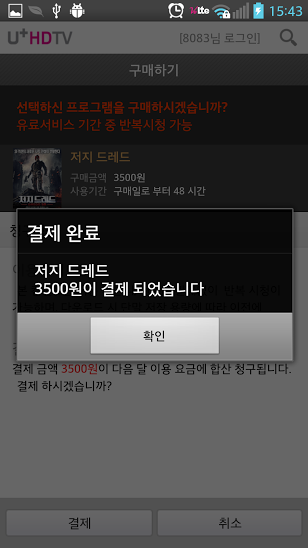 15:43
U+HDTV
[8083님 로그인]
구매하기
선택하신 프로그램을 구매하시겠습니까?
유료서비스 기간 중 반복시청 가능
저지 드레드
구매금액 3500원
사용기간 구매일로 부터 48 시간
저지 드레드
결제 완료
저지 드레드
3500원이 결제 되었습니다
확인
결제 금액 3500원이 다음 달 이용 요금에 합산 청구됩니다.
결제 하시겠습니까?
결제
취소